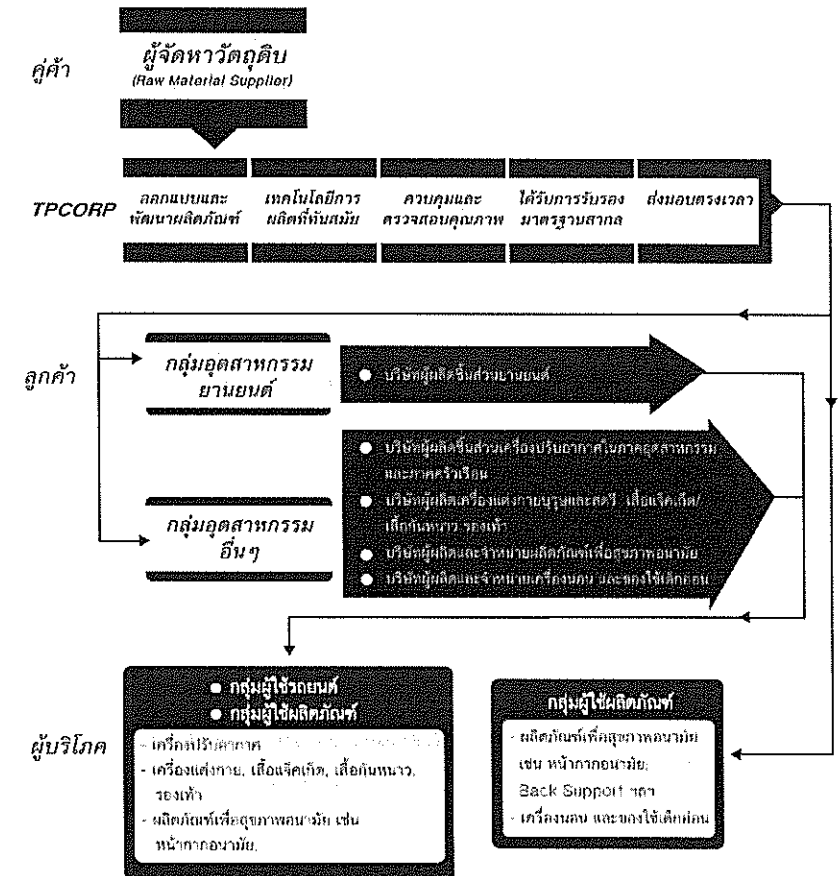 คู่ค้า
ผู้จัดหาวัตถุดิบ
(Raw Material Supplier)
TPCORP
ออกแบบและ
พัฒนาผลิตภัณฑ์
เทคโนโลยีการ
ผลิตที่ทันสมัย
ควบคุมและ
ตรวจสอบคุณภาพ
ได้รับการรับรอง
มาตรฐานสากล
ส่งมอบตรงเวลา
ลูกค้า
กลุ่มอุตสาหกรรม
ยานยนต์
บริษัทผู้ผลิตชิ้นส่วนยานยนต์
กลุ่มอุตสาหกรรม
อื่นๆ
บริษัทผู้ผลิตชิ้นส่วนเครื่องปรับอากาศในภาคอุตสาหกรรม
และภาคครัวเรือน
บริษัทผู้ผลิตเครื่องแต่งกายบุรุษและสตรี เสื้อแจ็คเก็ต/
เสื้อกันหนาว รองเท้า
บริษัทผู้ผลิตและจำหน่ายผลิตภัณฑ์เพื่อสุขภาพอนามัย
บริษัทผู้ผลิตและจำหน่ายเครื่องนอน และของใช้เด็กอ่อน
ผู้บริโภค
กลุ่มผู้ใช้รถยนต์
กลุ่มผู้ใช้ผลิตภัณฑ์
- เครื่องปรับอากาศ
- เครื่องแต่งกาย, เสื้อแจ็คเก็ต, เสื้อกันหนาว,
รองเท้า
- ผลิตภัณฑ์เพื่อสุขภาพอนามัย เช่น
หน้ากากอนามัย,
กลุ่มผู้ใช้ผลิตภัณฑ์
- ผลิตภัณฑ์เพื่อสุขภาพอนามัย
เช่น หน้ากากอนามัย,
Back Support ฯลฯ
- เครื่องนอน และของใช้เด็กอ่อน